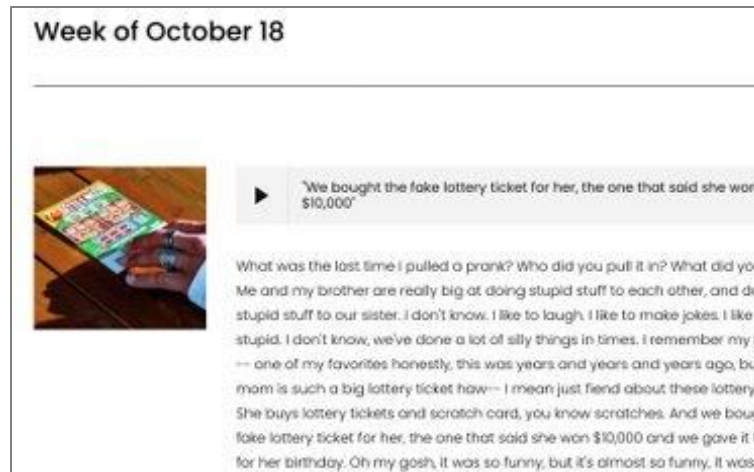 Week of October 18
"We bought the fake lottery ticket for her, the one that said she won
$10,000"
What was the last time I pulled a prank? Who did you pull it in? What did yo
Me and my brother are really big at doing stupid stuff to each other, and do
stupid stuff to our sister. I don't know. I like to laugh. I like to make jokes. I like
stupid. I don't know, we've done a lot of silly things in times. I remember my
-- one of my favorites honestly, this was years and years and years ago, bu
mom is such a big lottery ticket haw-- I mean just fiend about these lottery
She buys lottery tickets and scratch card, you know scratches. And we boug
fake lottery ticket for her, the one that said she won $10,000 and we gave it
for her birthday. Oh my gosh, it was so funny, but it's almost so funny, it was